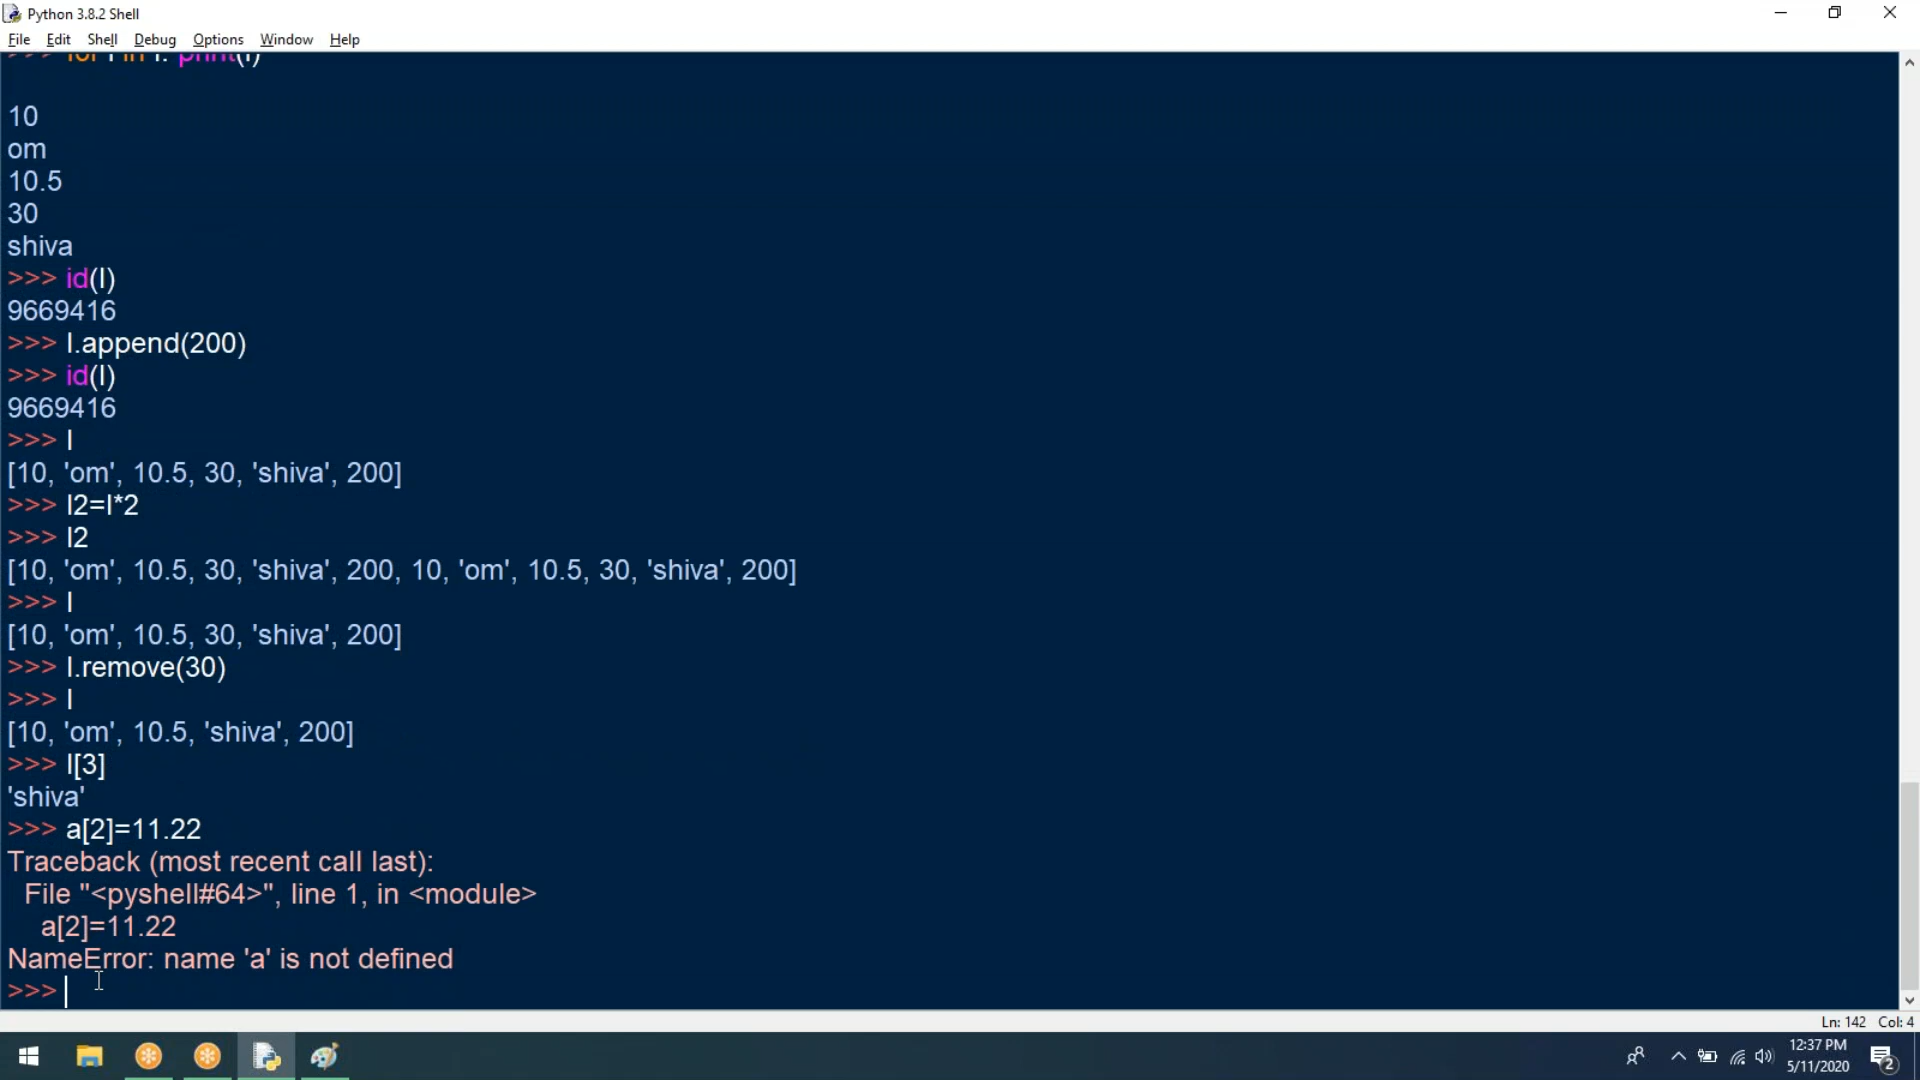 Python 3.8.2 Shell
File Edit Shell Debug Options Window Help
>>> for i in l: print(i)
10
om
10.5
30
shiva
>>> id(l)
9669416
>>> l.append(200)
>>> id(l)
9669416
>>> l
[10, 'om', 10.5, 30, 'shiva', 200]
>>> l2=l*2
>>> l2
[10, 'om', 10.5, 30, 'shiva', 200, 10, 'om', 10.5, 30, 'shiva', 200]
>>> l
[10, 'om', 10.5, 30, 'shiva', 200]
>>> l.remove(30)
>>> l
[10, 'om', 10.5, 'shiva', 200]
>>> l[3]
'shiva'
>>> a[2]=11.22
Traceback (most recent call last):
File "<pyshell#64>", line 1, in <module>
a[2]=11.22
NameError: name 'a' is not defined
>>>
Ln: 142 Col: 4
12:37 PM
5/11/2020
2